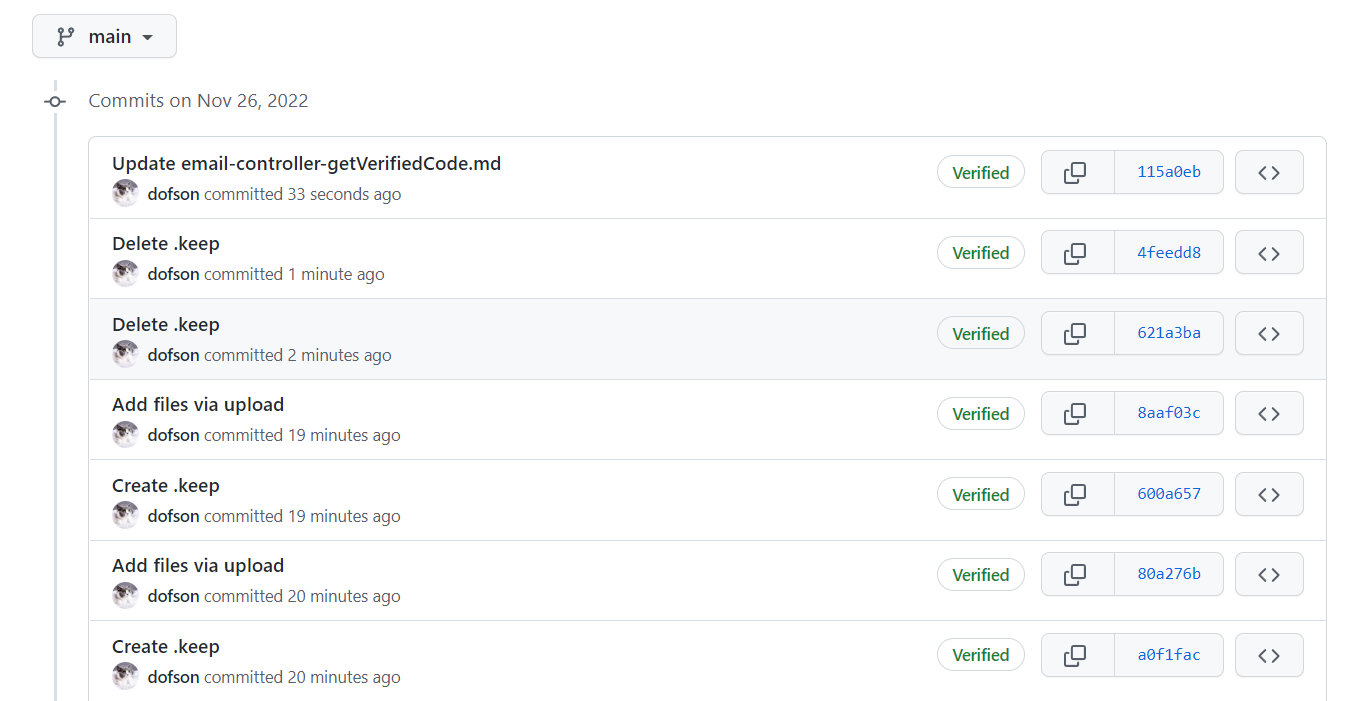 main
Commits on Nov 26, 2022
Update email-controller-getVerifiedCode.md
dofson committed 33 seconds ago
Verified
115a0eb
Delete .keep
dofson committed 1 minute ago
Verified
4feedd8
Delete .keep
dofson committed 2 minutes ago
Verified
621a3ba
Add files via upload
dofson committed 19 minutes ago
Verified
8aaf03c
Create .keep
dofson committed 19 minutes ago
Verified
600a657
Add files via upload
dofson committed 20 minutes ago
Verified
80a276b
Create .keep
dofson committed 20 minutes ago
Verified
a0f1fac